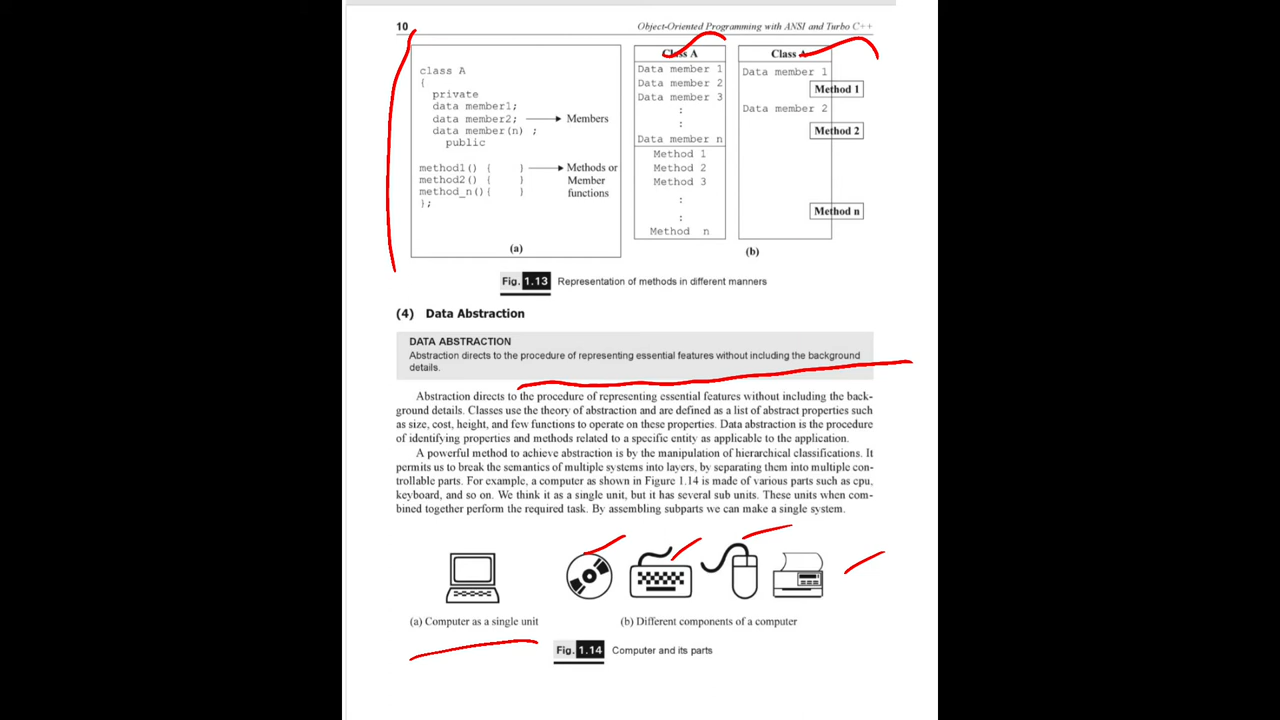 10
Object-Oriented Programming with ANSI and Turbo C++
class A
{
private
data member1;
data member2;
data member(n) ;
public
method1() { }
method2() { }
method_n(){ }
};
Members
Methods or
Member
functions
(a)
Class A
Data member 1
Data member 2
Data member 3
:
:
Data member n
Method 1
Method 2
Method 3
:
:
Method n
Class A
Data member 1
Method 1
Data member 2
Method 2
Method n
(b)
Fig. 1.13 Representation of methods in different manners
(4) Data Abstraction
DATA ABSTRACTION
Abstraction directs to the procedure of representing essential features without including the background
details.
Abstraction directs to the procedure of representing essential features without including the back-
ground details. Classes use the theory of abstraction and are defined as a list of abstract properties such
as size, cost, height, and few functions to operate on these properties. Data abstraction is the procedure
of identifying properties and methods related to a specific entity as applicable to the application.
A powerful method to achieve abstraction is by the manipulation of hierarchical classifications. It
permits us to break the semantics of multiple systems into layers, by separating them into multiple con-
trollable parts. For example, a computer as shown in Figure 1.14 is made of various parts such as cpu,
keyboard, and so on. We think it as a single unit, but it has several sub units. These units when com-
bined together perform the required task. By assembling subparts we can make a single system.
(a) Computer as a single unit
(b) Different components of a computer
Fig. 1.14 Computer and its parts